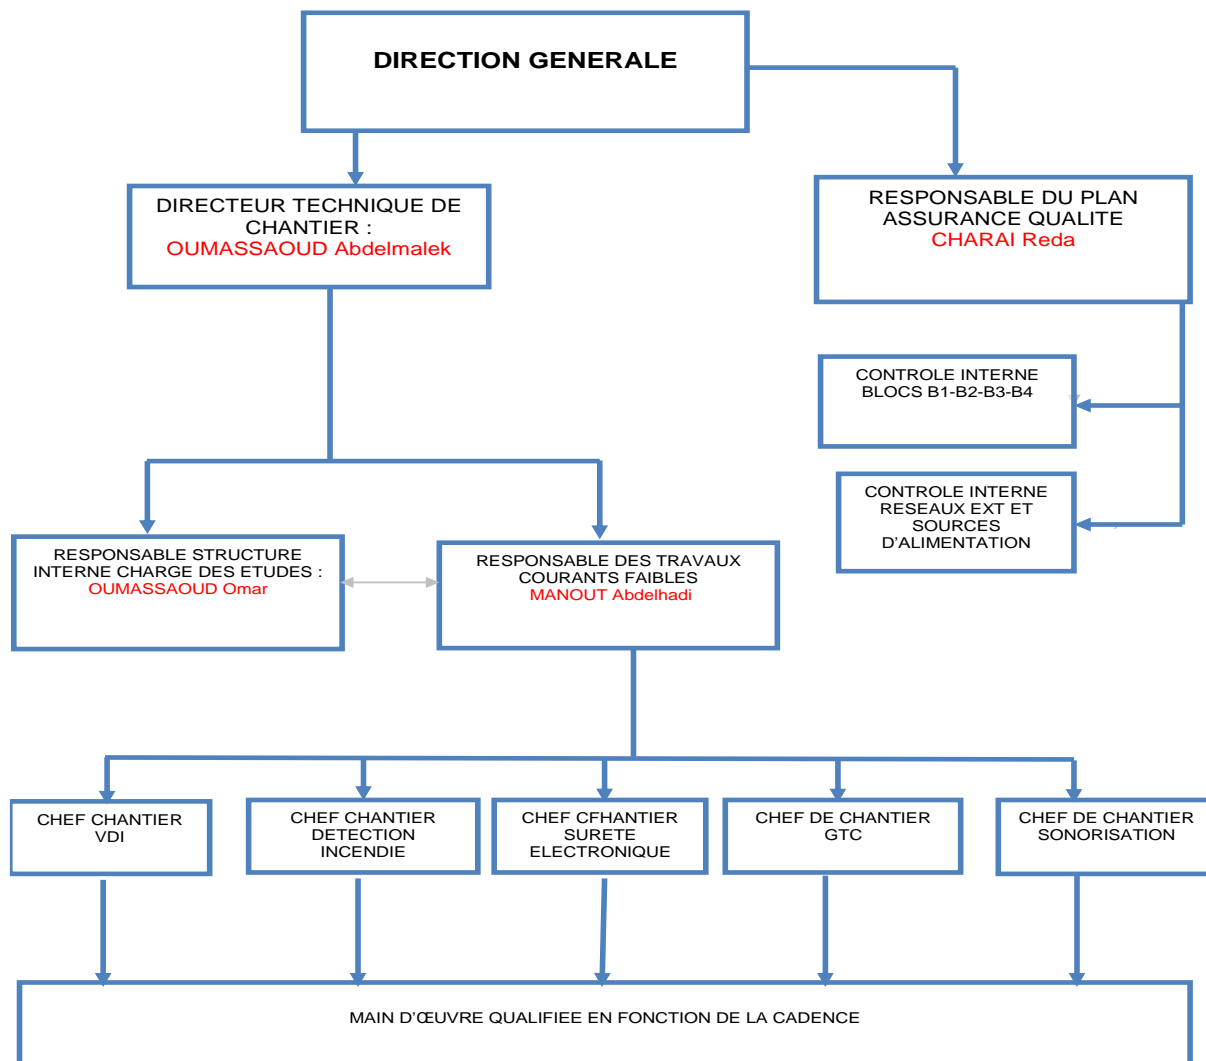 DIRECTION GENERALE
DIRECTEUR TECHNIQUE DE
CHANTIER :
OUMASSAOUD Abdelmalek
RESPONSABLE DU PLAN
ASSURANCE QUALITE
CHARAI Reda
CONTROLE INTERNE
BLOCS B1-B2-B3-B4
CONTROLE INTERNE
RESEAUX EXT ET
SOURCES
D’ALIMENTATION
RESPONSABLE STRUCTURE
INTERNE CHARGE DES ETUDES :
OUMASSAOUD Omar
RESPONSABLE DES TRAVAUX
COURANTS FAIBLES
MANOUT Abdelhadi
CHEF CHANTIER
VDI
CHEF CHANTIER
DETECTION
INCENDIE
CHEF CFHANTIER
SURETE
ELECTRONIQUE
CHEF DE CHANTIER
GTC
CHEF DE CHANTIER
SONORISATION
MAIN D’ŒUVRE QUALIFIEE EN FONCTION DE LA CADENCE